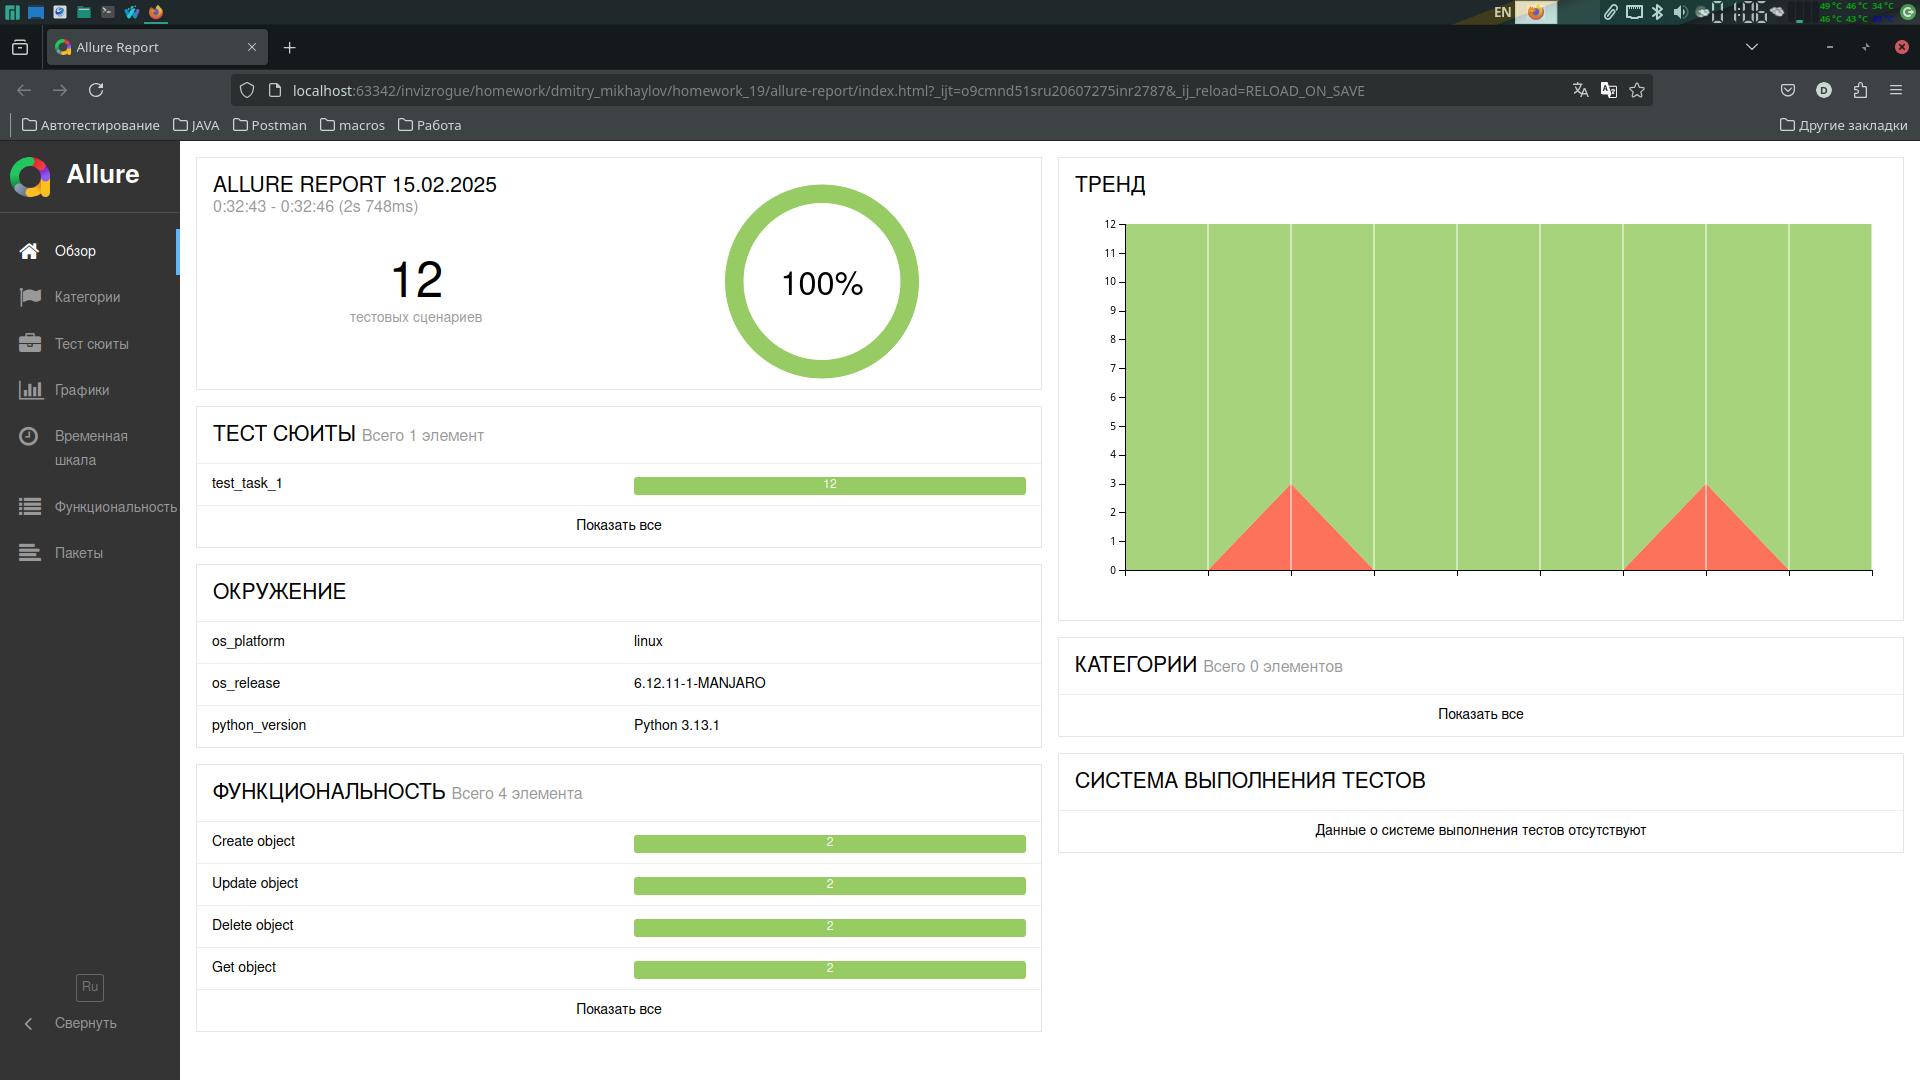 EN
01:06
49°C 46°C 34°C
46°C 43°C
Allure Report
localhost:63342/invizrogue/homework/dmitry_mikhaylov/homework_19/allure-report/index.html?_ijt=o9cmnd51sru20607275inr2787&_ij_reload=RELOAD_ON_SAVE
D
Автотестирование
JAVA
Postman
macros
Работа
Другие закладки
Allure
Обзор
Категории
Тест сюиты
Графики
Временная
шкала
Функциональность
Пакеты
Ru
Свернуть
ALLURE REPORT 15.02.2025
0:32:43 - 0:32:46 (2s 748ms)
12
тестовых сценариев
100%
ТЕСТ СЮИТЫ Всего 1 элемент
test_task_1 12
Показать все
ОКРУЖЕНИЕ
os_platform linux
os_release 6.12.11-1-MANJARO
python_version Python 3.13.1
ФУНКЦИОНАЛЬНОСТЬ Всего 4 элемента
Create object 2
Update object 2
Delete object 2
Get object 2
Показать все
ТРЕНД
12
11
10
9
8
7
6
5
4
3
2
1
0
КАТЕГОРИИ Всего 0 элементов
Показать все
СИСТЕМА ВЫПОЛНЕНИЯ ТЕСТОВ
Данные о системе выполнения тестов отсутствуют